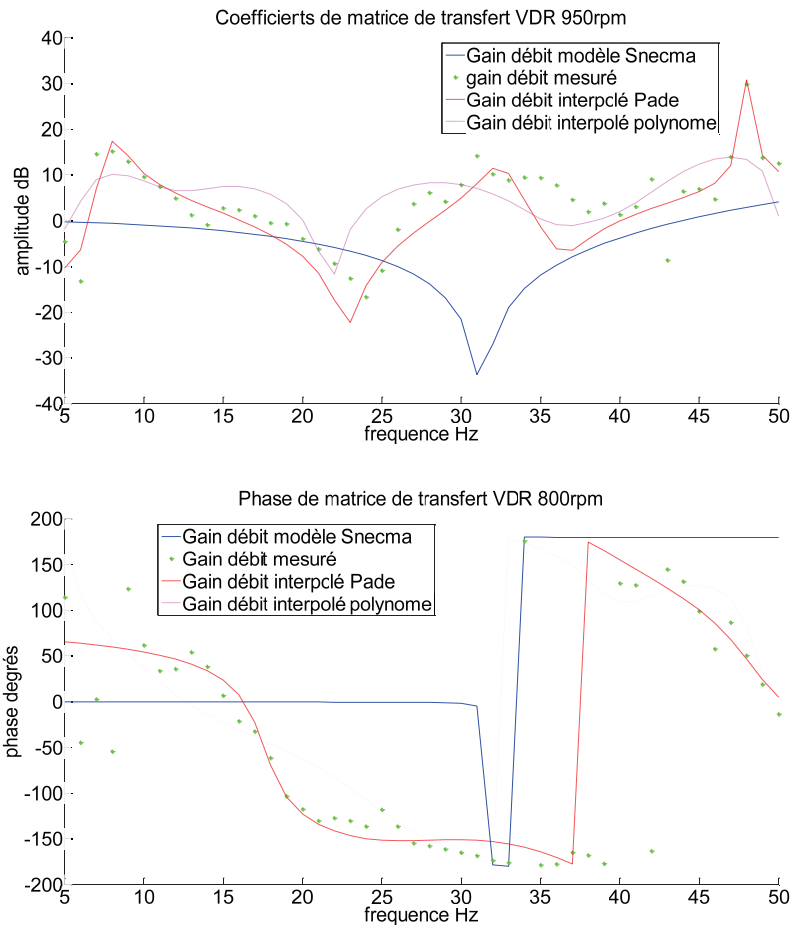 Coefficierts de matrice de transfert VDR 950rpm
40
30
20
10
0
-10
-20
-30
-40
amplitude dB
Gain débit modèle Snecma
gain débit mesuré
Gain débit interpclé Pade
Gain débit interpolé polynome
5
10
15
20
25
30
35
40
45
50
frequence Hz
Phase de matrice de transfert VDR 800rpm
200
150
100
50
0
-50
-100
-150
-200
phase degrés
Gain débit modèle Snecma
Gain débit mesuré
Gain débit interpclé Pade
Gain débit interpolé polynome
5
10
15
20
25
30
35
40
45
50
frequence Hz